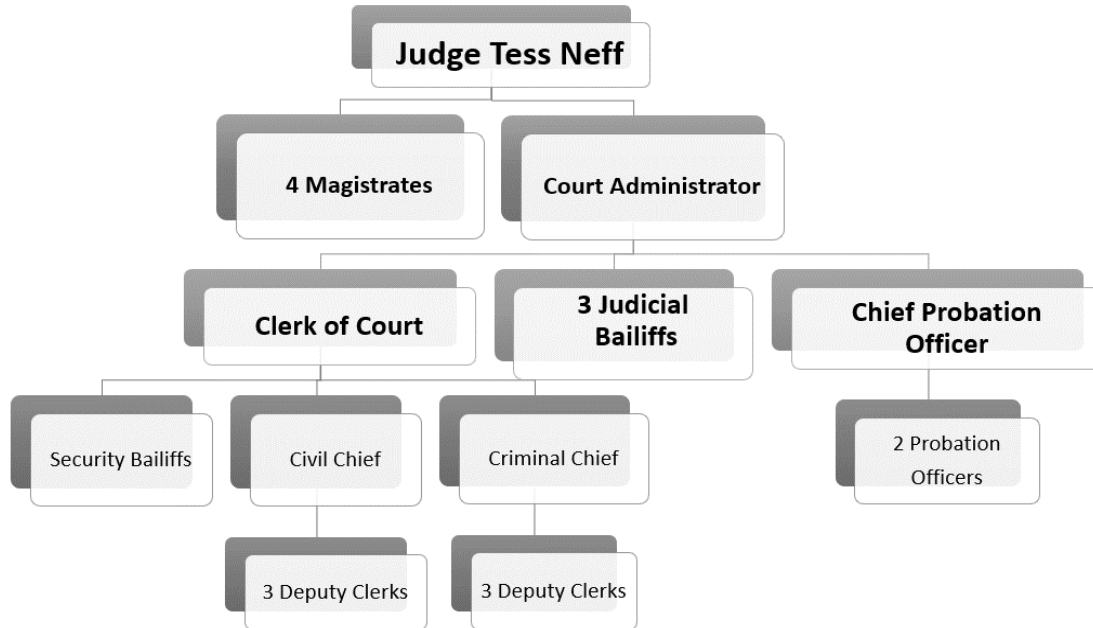 Judge Tess Neff
4 Magistrates
Court Administrator
Clerk of Court
3 Judicial
Bailiffs
Chief Probation
Officer
Security Bailiffs
Civil Chief
Criminal Chief
2 Probation
Officers
3 Deputy Clerks
3 Deputy Clerks